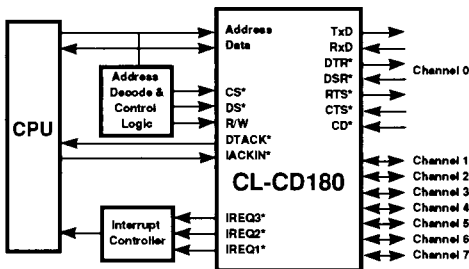 CPU
Address
Decode &
Control
Logic
Interrupt
Controller
Address
Data
CS*
DS*
R/W
DTACK*
IACKIN*
CL-CD180
IREQ3*
IREQ2*
IREQ1*
TxD
RxD
DTR*
DSR*
RTS*
CTS*
CD*
Channel 0
Channel 1
Channel 2
Channel 3
Channel 4
Channel 5
Channel 6
Channel 7